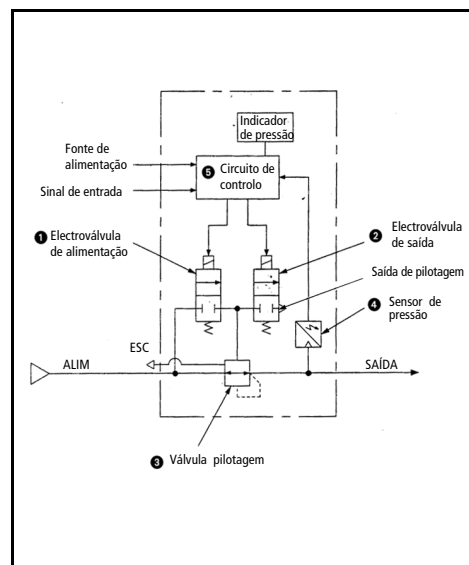 Indicador
de pressão
Fonte de
alimentação
5 Circuito de
controlo
Sinal de entrada
1 Electroválvula
de alimentação
2 Electroválvula
de saída
Saída de pilotagem
4 Sensor de
pressão
ESC
ALIM
SAÍDA
3 Válvula pilotagem